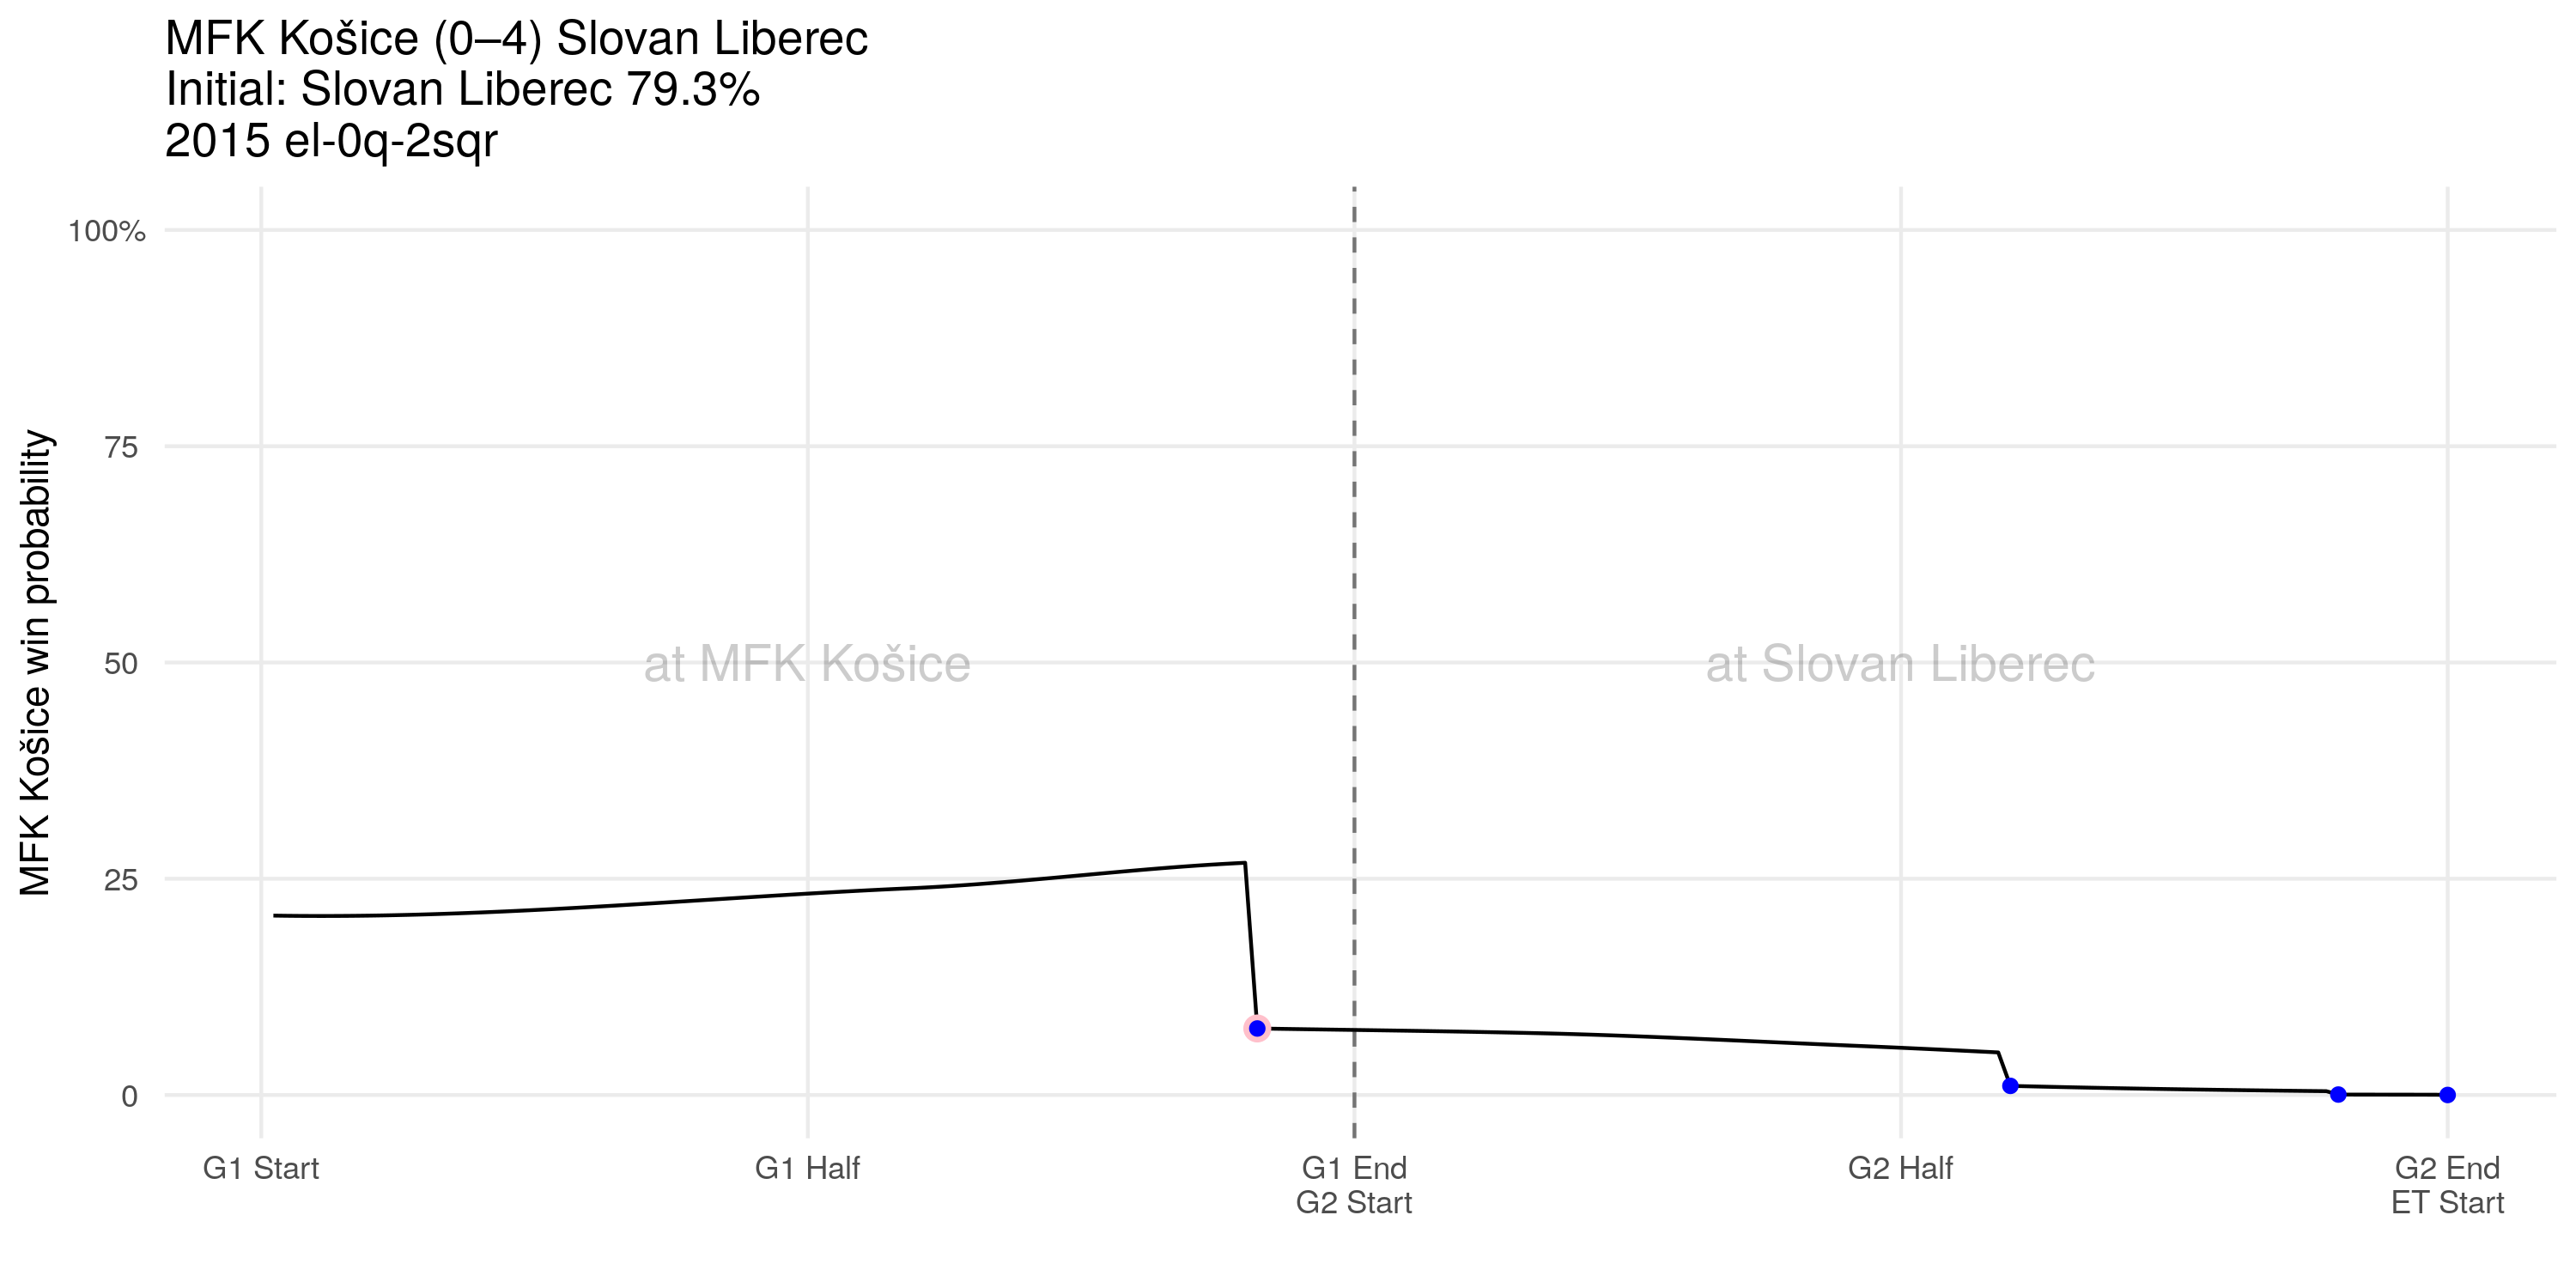 MFK Košice (0–4) Slovan Liberec
Initial: Slovan Liberec 79.3%
2015 el-0q-2sqr
MFK Košice win probability
100%
75
50
25
0
at MFK Košice
at Slovan Liberec
G1 Start
G1 Half
G1 End
G2 Start
G2 Half
G2 End
ET Start